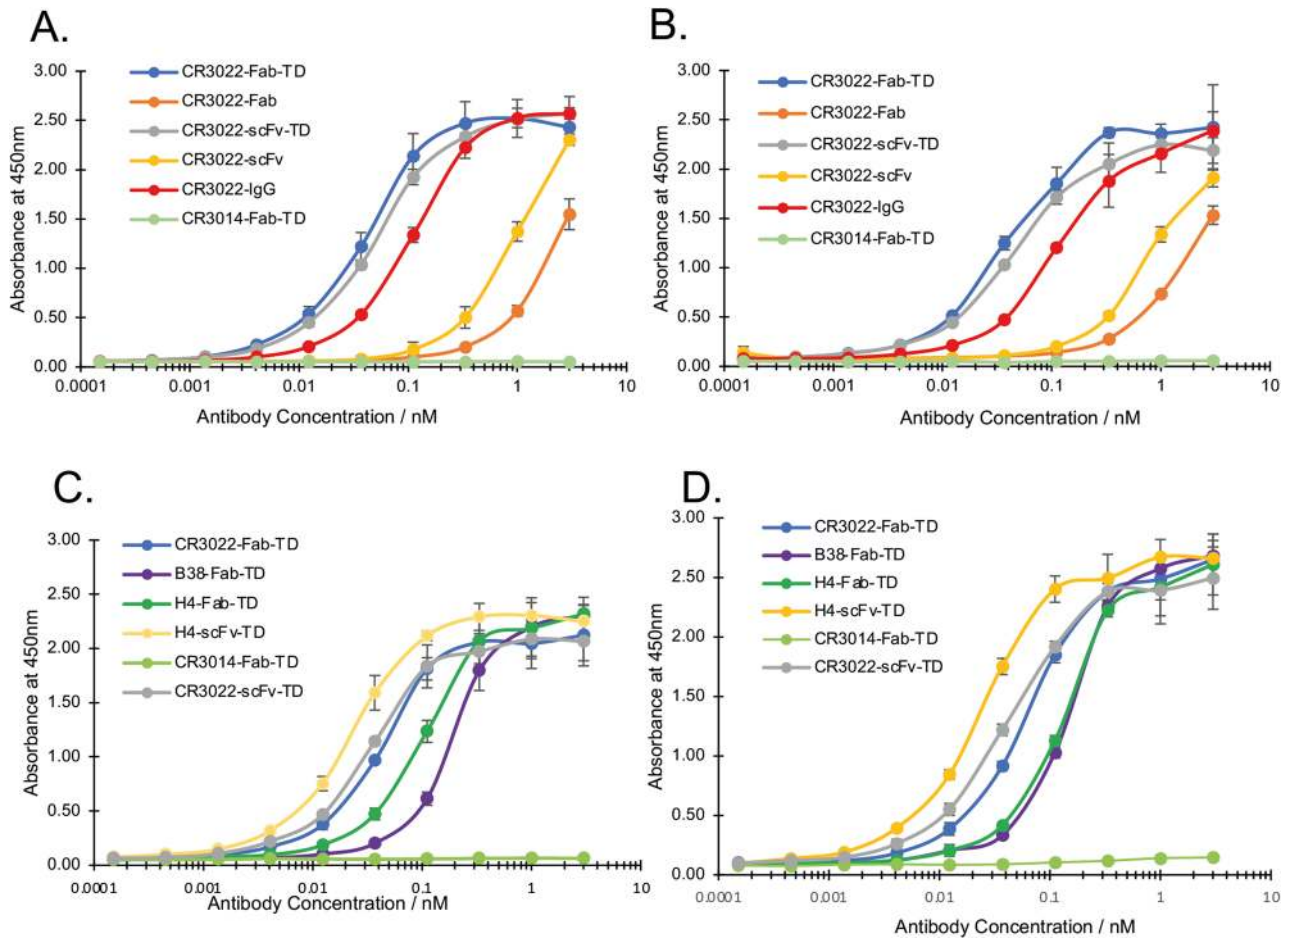 A.
3.00
2.50
2.00
1.50
1.00
0.50
0.00
Absorbance at 450nm
CR3022-Fab-TD
CR3022-Fab
CR3022-scFv-TD
CR3022-scFv
CR3022-IgG
CR3014-Fab-TD
0.0001 0.001 0.01 0.1 1 10
Antibody Concentration / nM
B.
3.00
2.50
2.00
1.50
1.00
0.50
0.00
Absorbance at 450nm
CR3022-Fab-TD
CR3022-Fab
CR3022-scFv-TD
CR3022-scFv
CR3022-IgG
CR3014-Fab-TD
0.0001 0.001 0.01 0.1 1 10
Antibody Concentration / nM
C.
3.00
2.50
2.00
1.50
1.00
0.50
0.00
Absorbance at 450nm
CR3022-Fab-TD
B38-Fab-TD
H4-Fab-TD
H4-scFv-TD
CR3014-Fab-TD
CR3022-scFv-TD
0.0001 0.001 0.01 0.1 1 10
Antibody Concentration / nM
D.
3.00
2.50
2.00
1.50
1.00
0.50
0.00
Absorbance at 450nm
CR3022-Fab-TD
B38-Fab-TD
H4-Fab-TD
H4-scFv-TD
CR3014-Fab-TD
CR3022-scFv-TD
0.0001 0.001 0.01 0.1 1 10
Antibody Concentration / nM